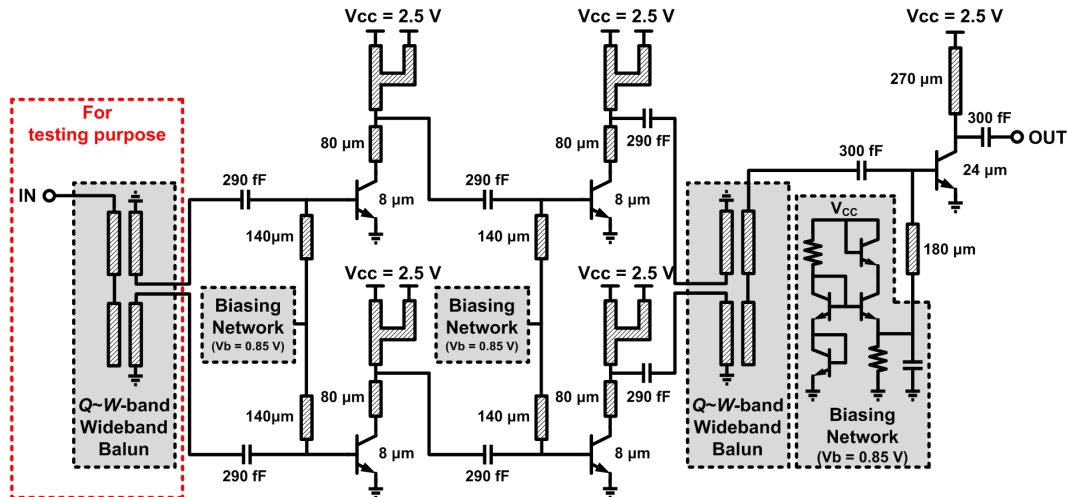 Vcc = 2.5 V
Vcc = 2.5 V
Vcc = 2.5 V
For
testing purpose
IN
290 fF
80 µm
8 µm
140µm
290 fF
80 µm
8 µm
140 µm
290 fF
270 µm
300 fF
OUT
300 fF
24 µm
VCC
180 µm
Biasing
Network
(Vb = 0.85 V)
Vcc = 2.5 V
Biasing
Network
(Vb = 0.85 V)
Vcc = 2.5 V
Q~W-band
Wideband
Balun
140µm
290 fF
80 µm
8 µm
140 µm
290 fF
80 µm
8 µm
290 fF
Q~W-band
Wideband
Balun
Biasing
Network
(Vb = 0.85 V)